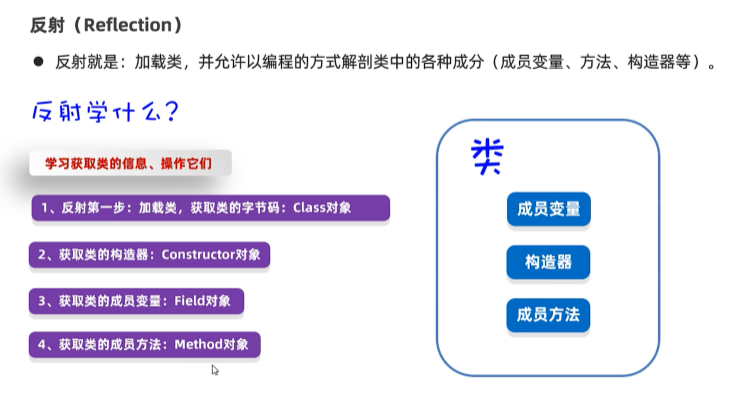 反射（Reflection）
● 反射就是：加载类，并允许以编程的方式解剖类中的各种成分（成员变量、方法、构造器等）。
反射学什么？
学习获取类的信息、操作它们
1、反射第一步：加载类，获取类的字节码：Class对象
2、获取类的构造器：Constructor对象
3、获取类的成员变量：Field对象
4、获取类的成员方法：Method对象
类
成员变量
构造器
成员方法